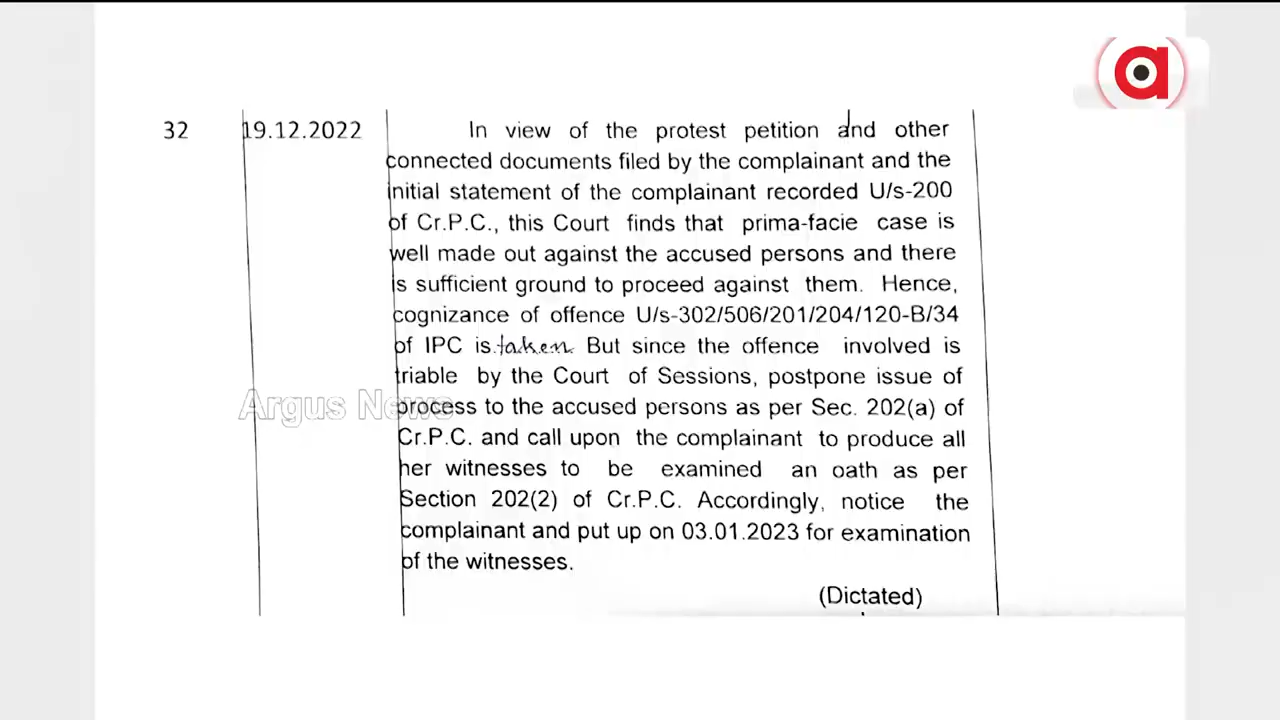 a
32 19.12.2022 In view of the protest petition and other
connected documents filed by the complainant and the
initial statement of the complainant recorded U/s-200
of Cr.P.C., this Court finds that prima-facie case is
well made out against the accused persons and there
is sufficient ground to proceed against them. Hence,
cognizance of offence U/s-302/506/201/204/120-B/34
of IPC is taken. But since the offence involved is
triable by the Court of Sessions, postpone issue of
process to the accused persons as per Sec. 202(a) of
Cr.P.C. and call upon the complainant to produce all
her witnesses to be examined an oath as per
Section 202(2) of Cr.P.C. Accordingly, notice the
complainant and put up on 03.01.2023 for examination
of the witnesses.
(Dictated)
Argus News